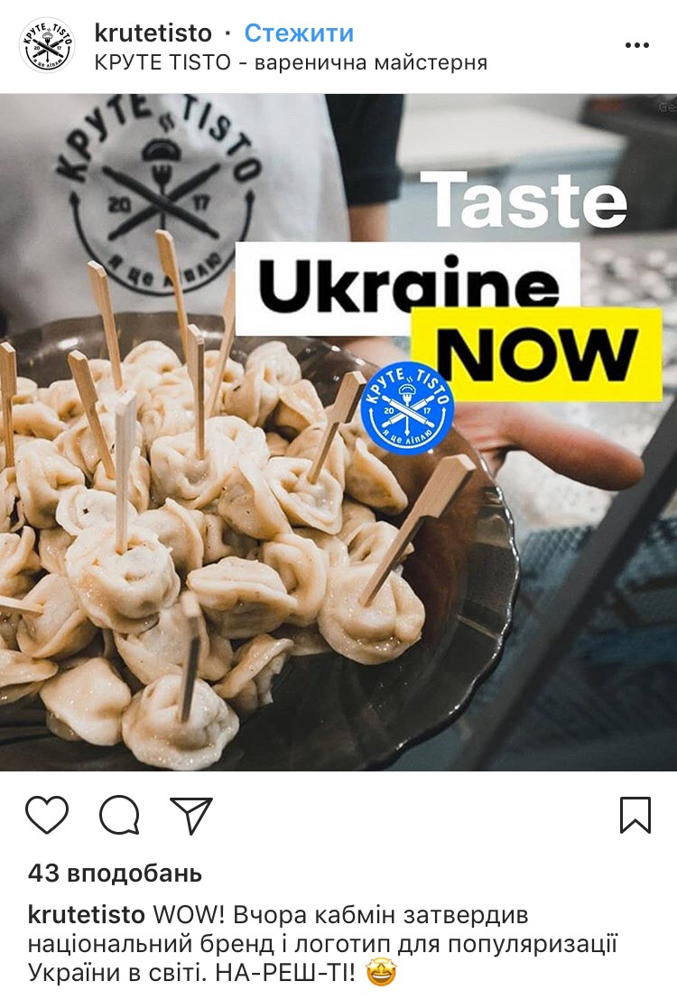 krutetisto · Стежити
КРУТЕ TISTO - варенична майстерня
КРУТЕ TISTO
20 17
Я ЦЕ ЛІПЛЮ
Taste
Ukraine
NOW
КРУТЕ TISTO
20 17
Я ЦЕ ЛІПЛЮ
43 вподобань
krutetisto WOW! Вчора кабмін затвердив
національний бренд і логотип для популяризації
України в світі. НА-РЕШ-ТІ! 🤩